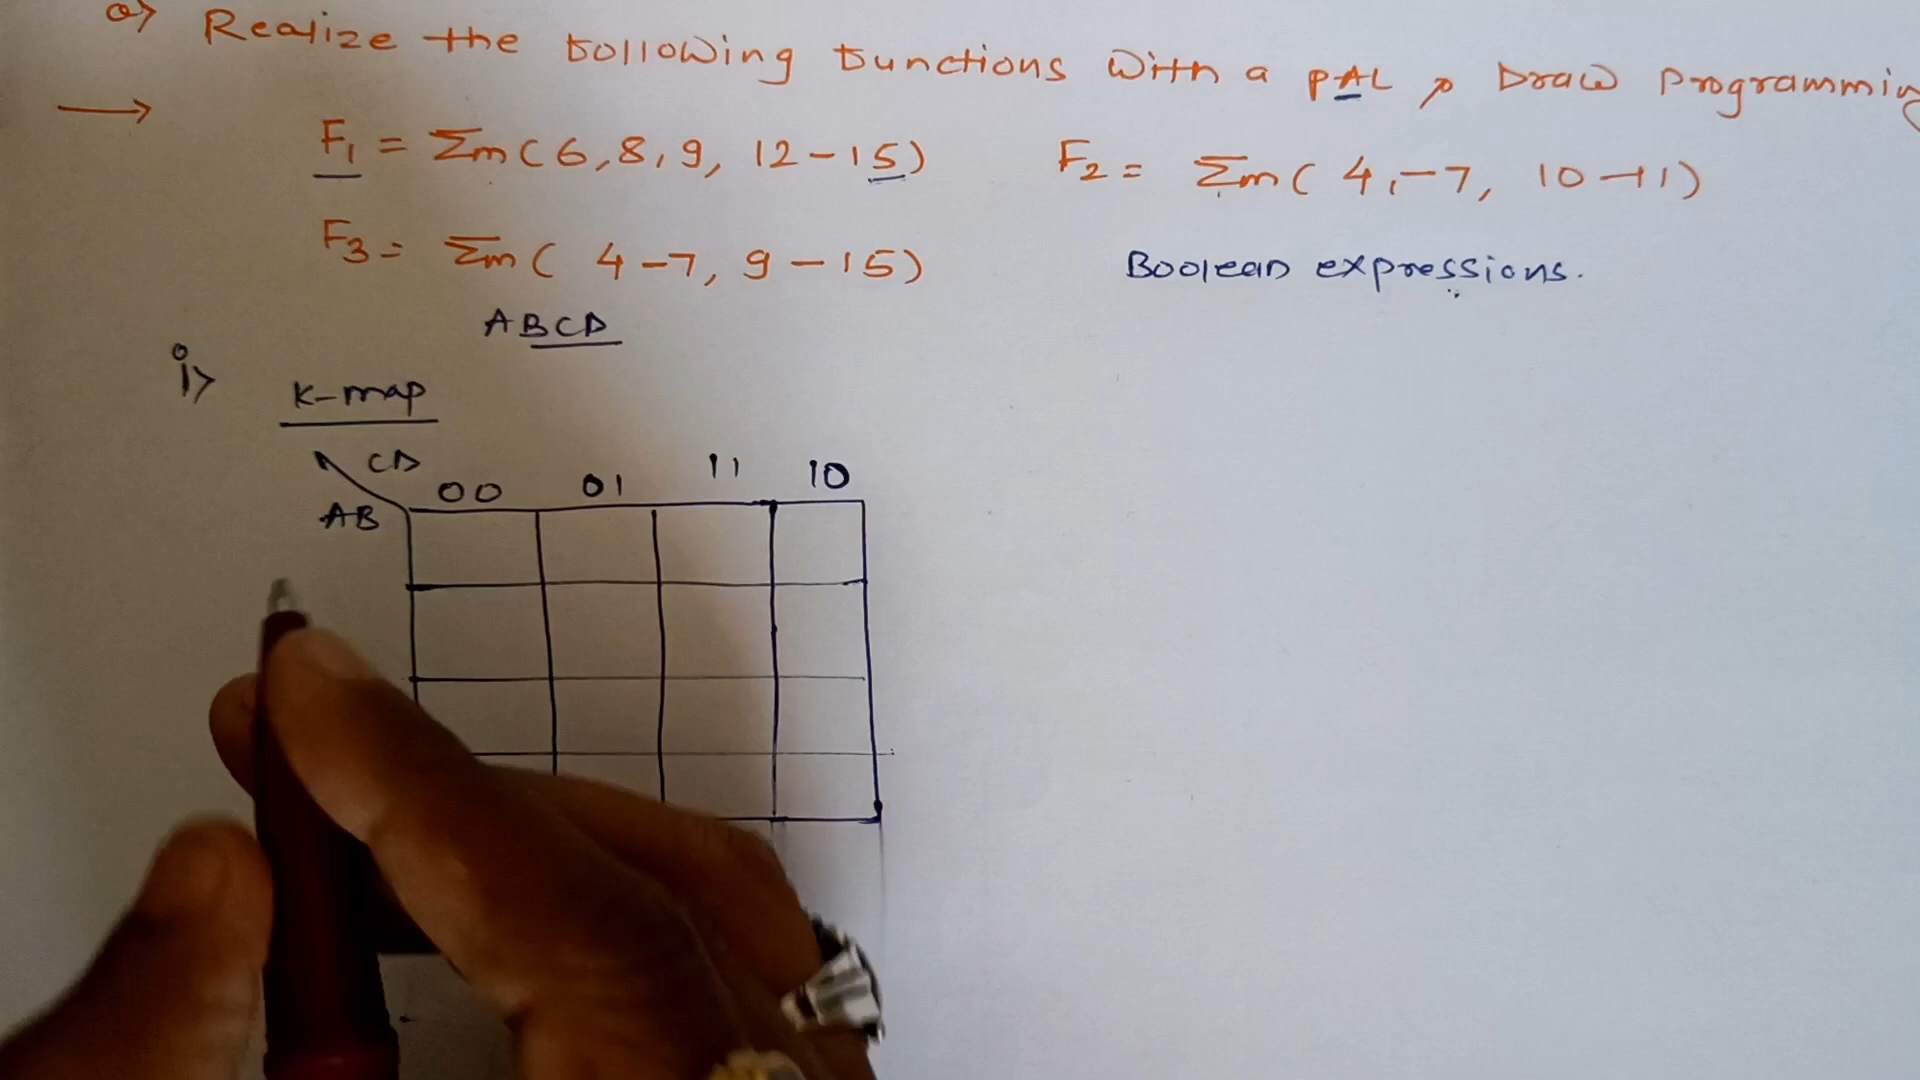 Q) Realize the following functions with a PAL, Draw Programming
→ F₁ = Σm(6,8,9, 12-15) F₂ = Σm(4,-7, 10-11)
F₃ = Σm(4-7, 9-15) Boolean expressions.
ABCD
i) K-map
CD 00 01 11 10
AB